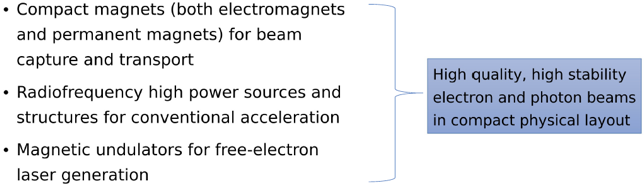 • Compact magnets (both electromagnets
and permanent magnets) for beam
capture and transport
• Radiofrequency high power sources and
structures for conventional acceleration
• Magnetic undulators for free-electron
laser generation
High quality, high stability
electron and photon beams
in compact physical layout